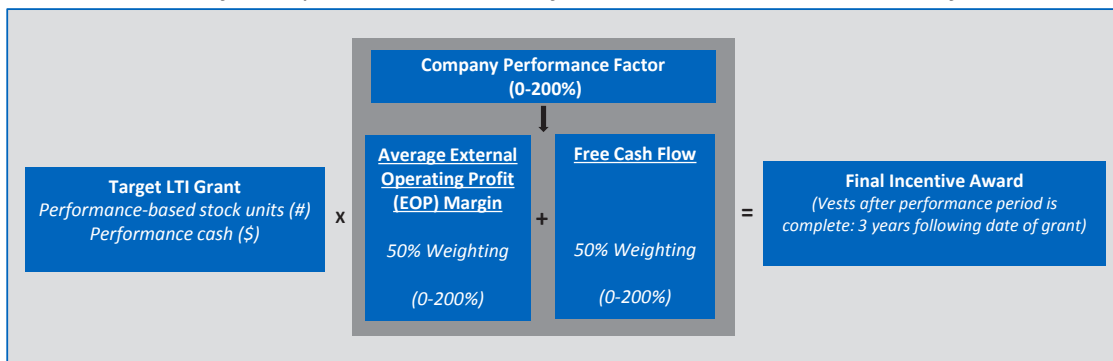 Company Performance Factor
(0-200%)
Target LTI Grant
Performance-based stock units (#)
Performance cash ($)
x
Average External
Operating Profit
(EOP) Margin
50% Weighting
(0-200%)
+
Free Cash Flow
50% Weighting
(0-200%)
=
Final Incentive Award
(Vests after performance period is
complete: 3 years following date of grant)